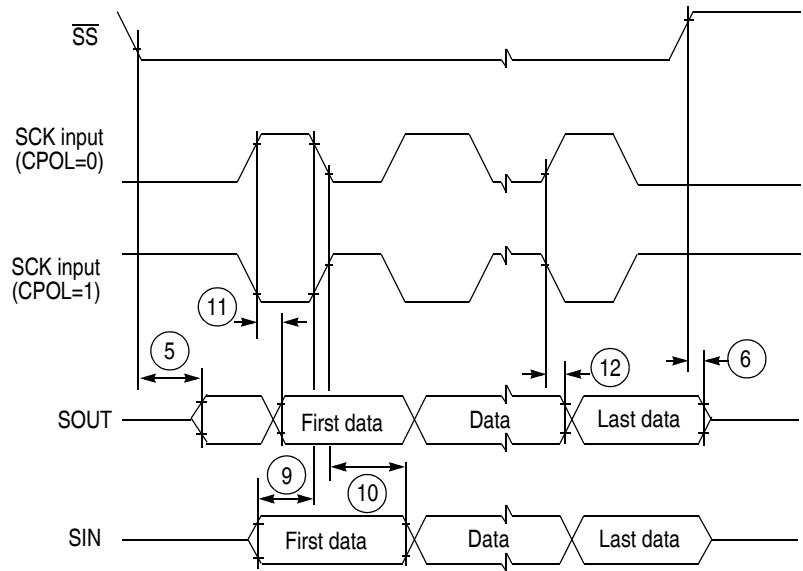 SS
SCK input
(CPOL=0)
SCK input
(CPOL=1)
11
5
12
6
SOUT
First data
Data
Last data
9
10
SIN
First data
Data
Last data